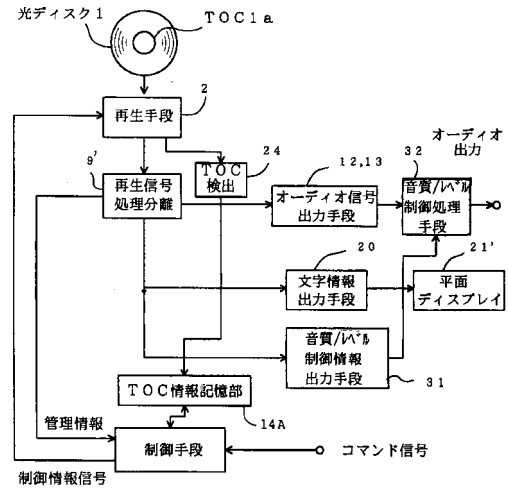 光ディスク1
TOC1a
2
再生手段
9'
再生信号
処理分離
24
TOC
検出
12,13
オーディオ信号
出力手段
32
オーディオ
出力
音質/ﾚﾍﾞﾙ
制御処理
手段
20
文字情報
出力手段
21'
平面
ディスプレイ
音質/ﾚﾍﾞﾙ
制御情報
出力手段
31
TOC情報記憶部
14A
管理情報
制御手段
コマンド信号
制御情報信号